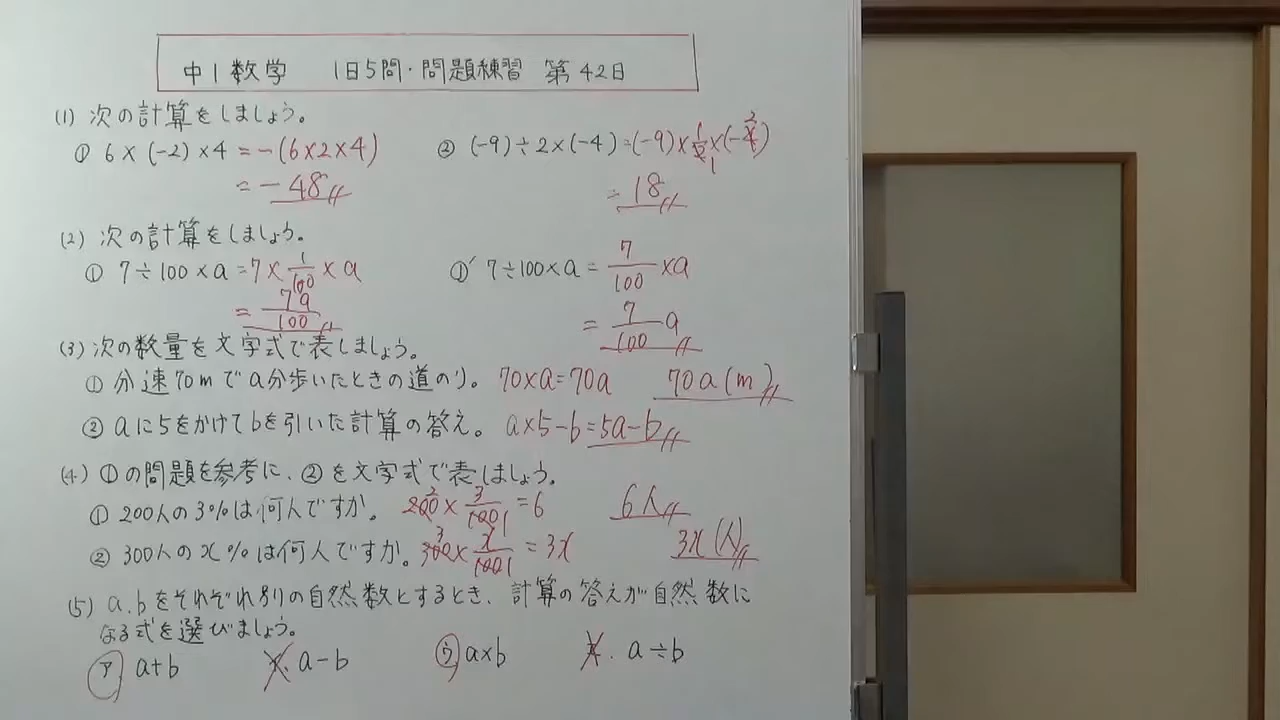 中1数学 1日5問・問題練習 第42日
(1) 次の計算をしましょう。
① 6×(-2)×4 = -(6×2×4)
= -48
② (-9)÷2×(-4) = (-9)×1/2×(-4) 2 1
= 18
(2) 次の計算をしましょう。
① 7÷100×a = 7×1/100×a
= 7a/100
①′ 7÷100×a = 7/100×a
= 7/100 a
(3) 次の数量を文字式で表しましょう。
① 分速70mでa分歩いたときの道のり。 70×a=70a 70a(m)
② aに5をかけてbを引いた計算の答え。 a×5-b=5a-b
(4) ①の問題を参考に、②を文字式で表しましょう。
① 200人の3%は何人ですか。 200×3/100=6 2 1 6人
② 300人のx%は何人ですか。 300×x/100=3x 3 1 3x(人)
(5) a.bをそれぞれ別の自然数とするとき、計算の答えが自然数に
なる式を選びましょう。
ア a+b イ. a-b ウ a×b エ. a÷b